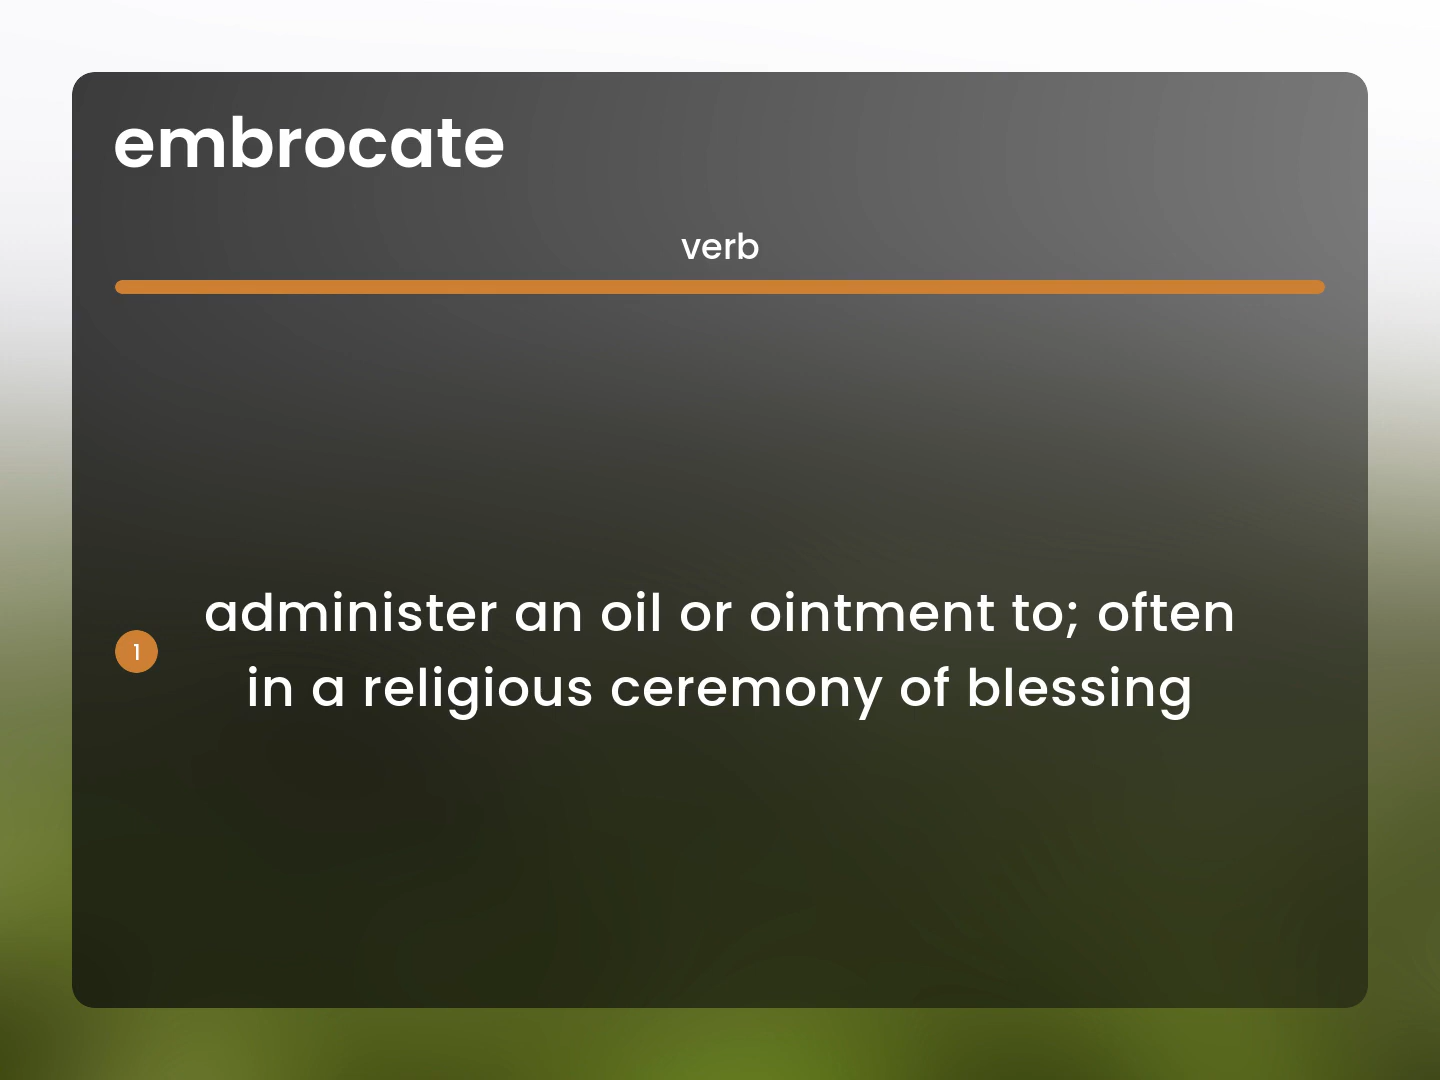 embrocate
verb
1
administer an oil or ointment to; often
in a religious ceremony of blessing